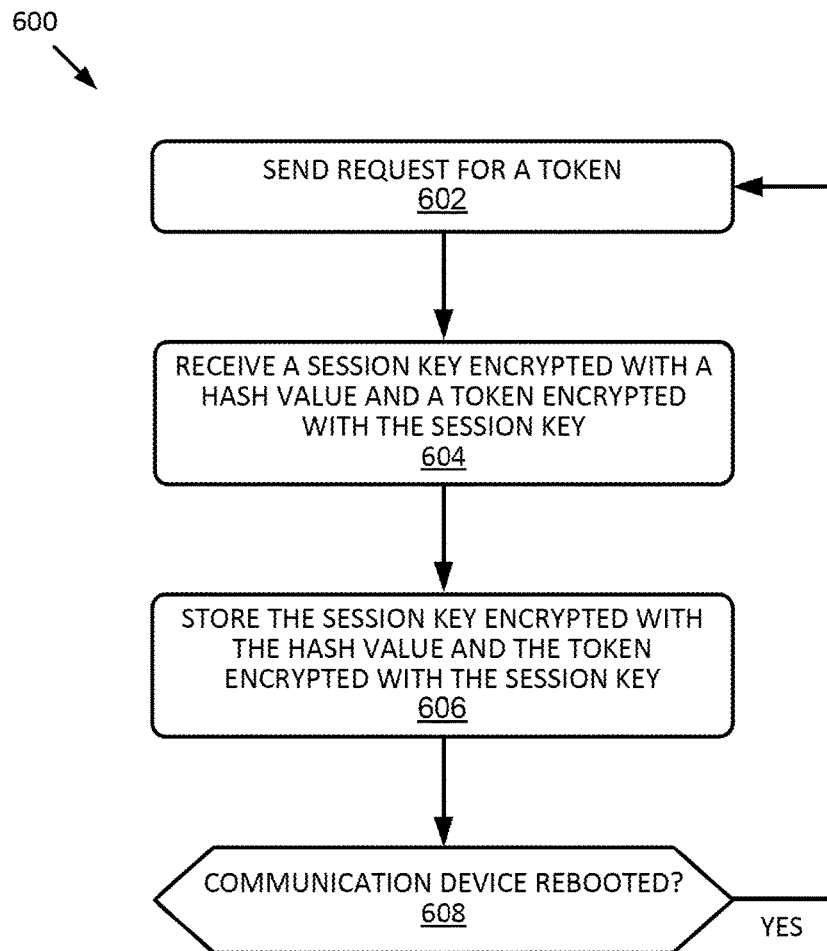 600
SEND REQUEST FOR A TOKEN
602
RECEIVE A SESSION KEY ENCRYPTED WITH A
HASH VALUE AND A TOKEN ENCRYPTED
WITH THE SESSION KEY
604
STORE THE SESSION KEY ENCRYPTED WITH
THE HASH VALUE AND THE TOKEN
ENCRYPTED WITH THE SESSION KEY
606
COMMUNICATION DEVICE REBOOTED?
608
YES